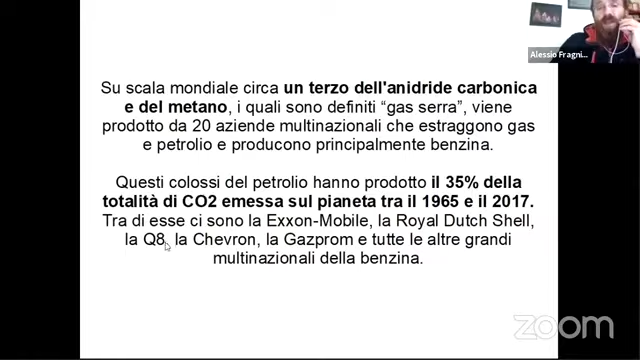 Alessio Fragni...
Su scala mondiale circa un terzo dell'anidride carbonica
e del metano, i quali sono definiti “gas serra”, viene
prodotto da 20 aziende multinazionali che estraggono gas
e petrolio e producono principalmente benzina.
Questi colossi del petrolio hanno prodotto il 35% della
totalità di CO2 emessa sul pianeta tra il 1965 e il 2017.
Tra di esse ci sono la Exxon-Mobile, la Royal Dutch Shell,
la Q8, la Chevron, la Gazprom e tutte le altre grandi
multinazionali della benzina.
zoom